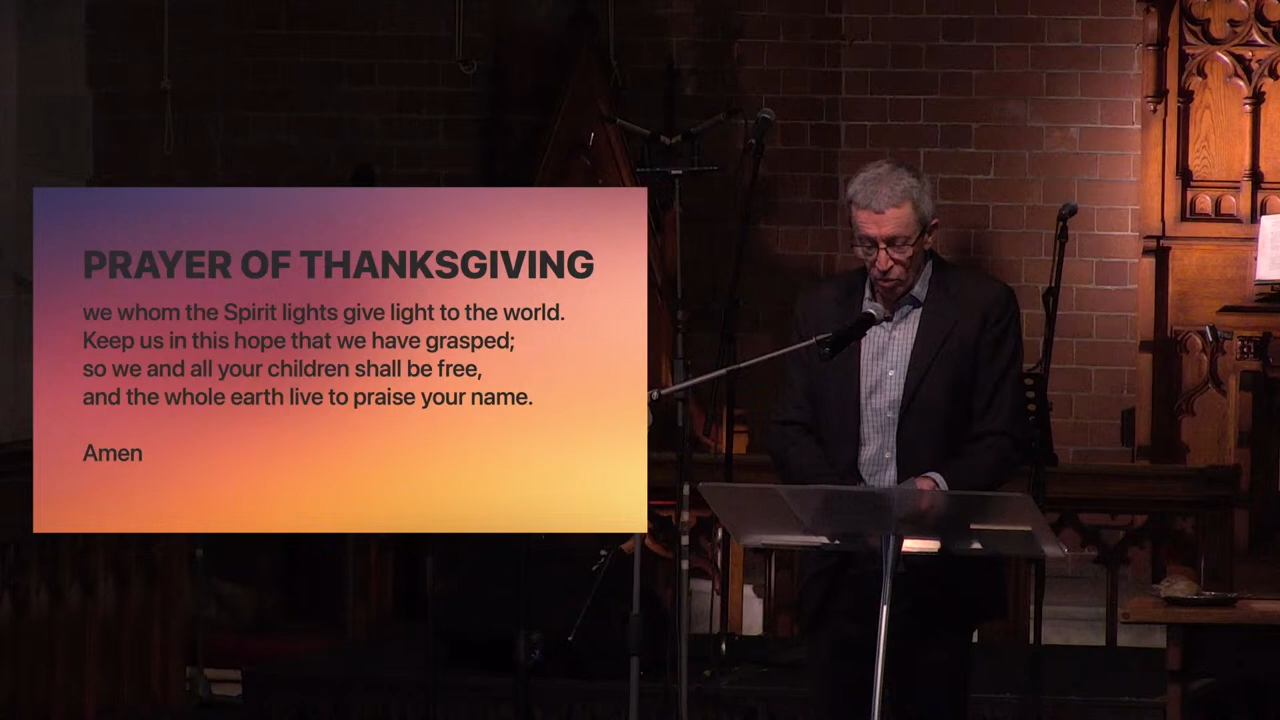 PRAYER OF THANKSGIVING
we whom the Spirit lights give light to the world.
Keep us in this hope that we have grasped;
so we and all your children shall be free,
and the whole earth live to praise your name.
Amen